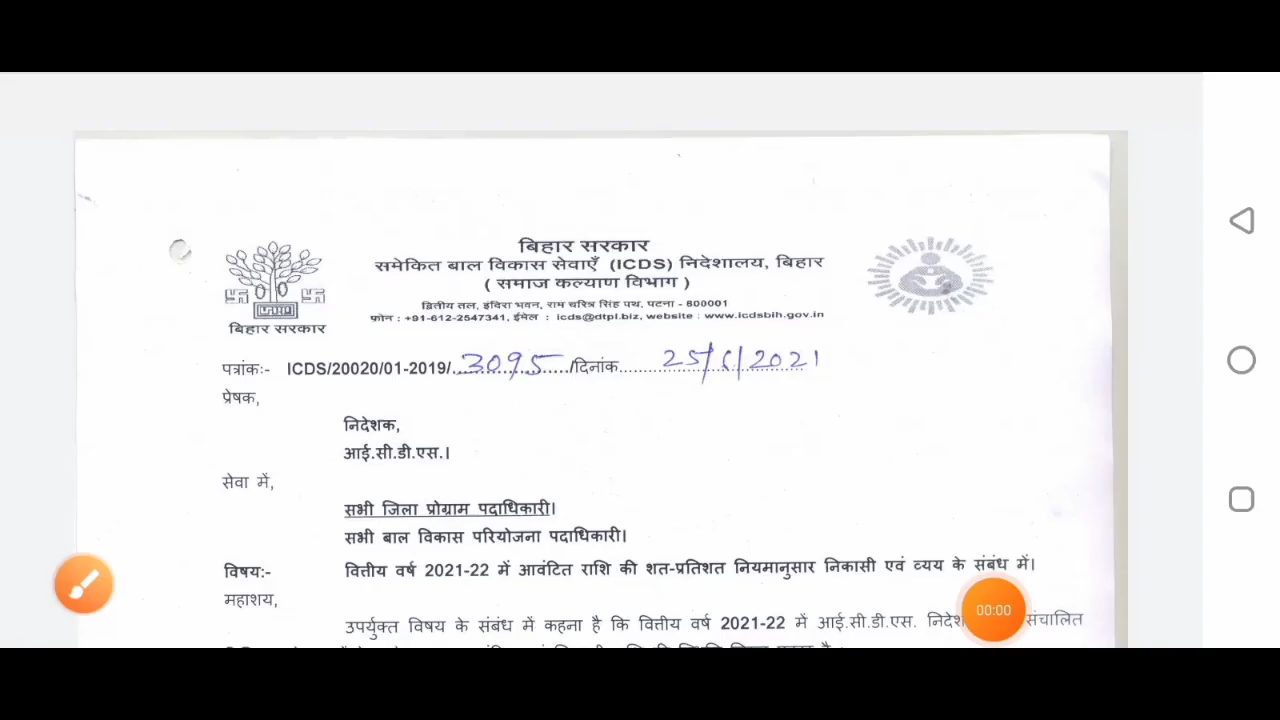 बिहार सरकार
समेकित बाल विकास सेवाएँ (ICDS) निदेशालय, बिहार
( समाज कल्याण विभाग )
द्वितीय तल, इंदिरा भवन, राम चरित्र सिंह पथ, पटना - 800001
फ़ोन : +91-612-2547341, ईमेल : icds@dtpl.biz, website : www.icdsbih.gov.in
बिहार सरकार
पत्रांकः- ICDS/20020/01-2019/..3095../दिनांक....25/6/2021
प्रेषक,
निदेशक,
आई.सी.डी.एस.।
सेवा में,
सभी जिला प्रोग्राम पदाधिकारी।
सभी बाल विकास परियोजना पदाधिकारी।
विषय:- वित्तीय वर्ष 2021-22 में आवंटित राशि की शत-प्रतिशत नियमानुसार निकासी एवं व्यय के संबंध में।
महाशय,
00:00
उपर्युक्त विषय के संबंध में कहना है कि वित्तीय वर्ष 2021-22 में आई.सी.डी.एस. संचालित